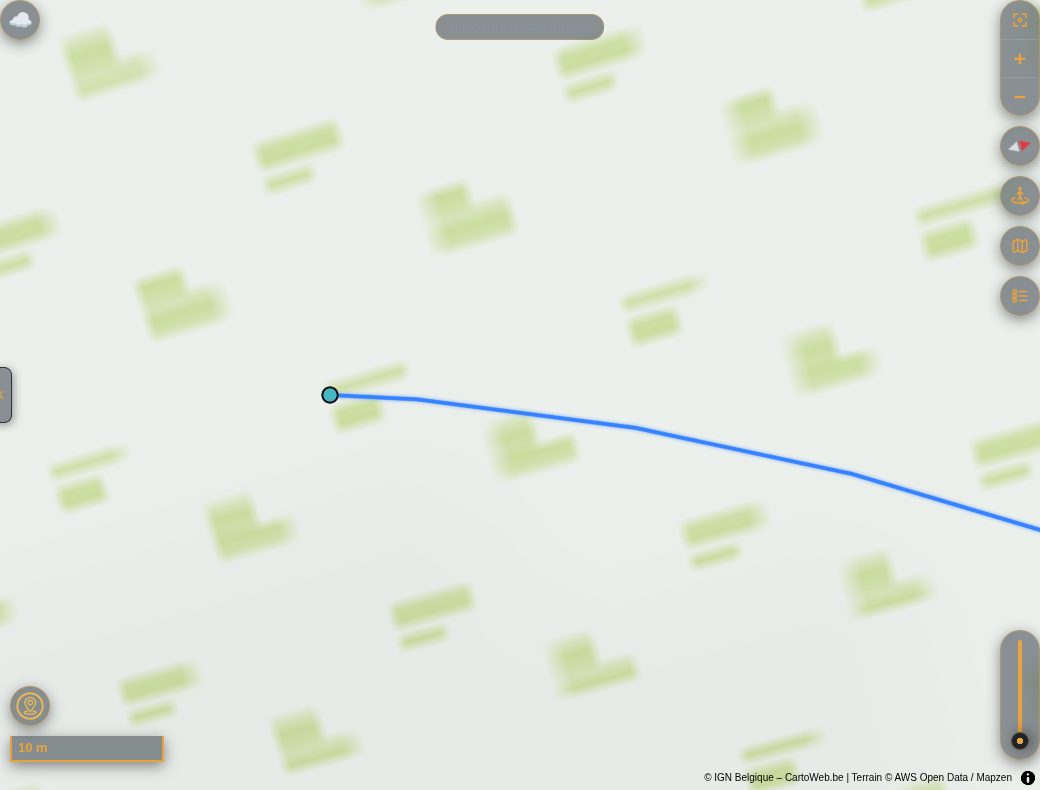 +
−
10 m
© IGN Belgique – CartoWeb.be | Terrain © AWS Open Data / Mapzen